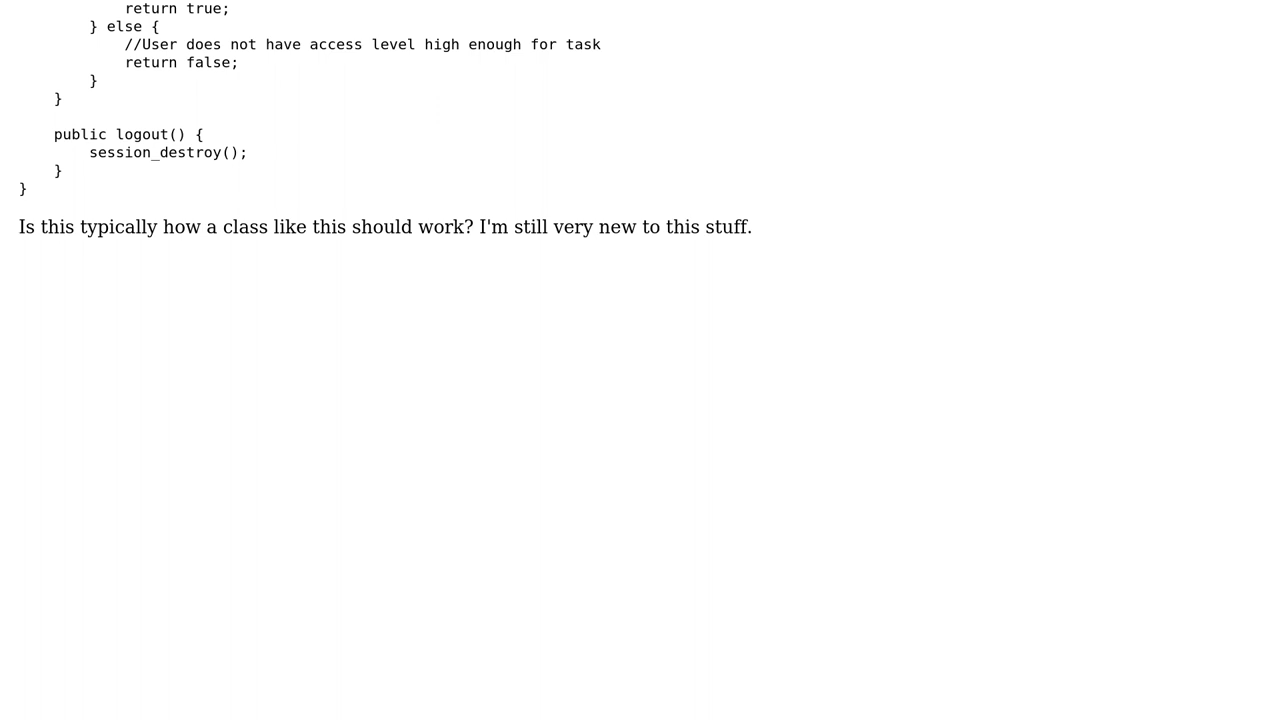 return true;
        } else {
            //User does not have access level high enough for task
            return false;
        }
    }

    public logout() {
        session_destroy();
    }
}
Is this typically how a class like this should work? I'm still very new to this stuff.